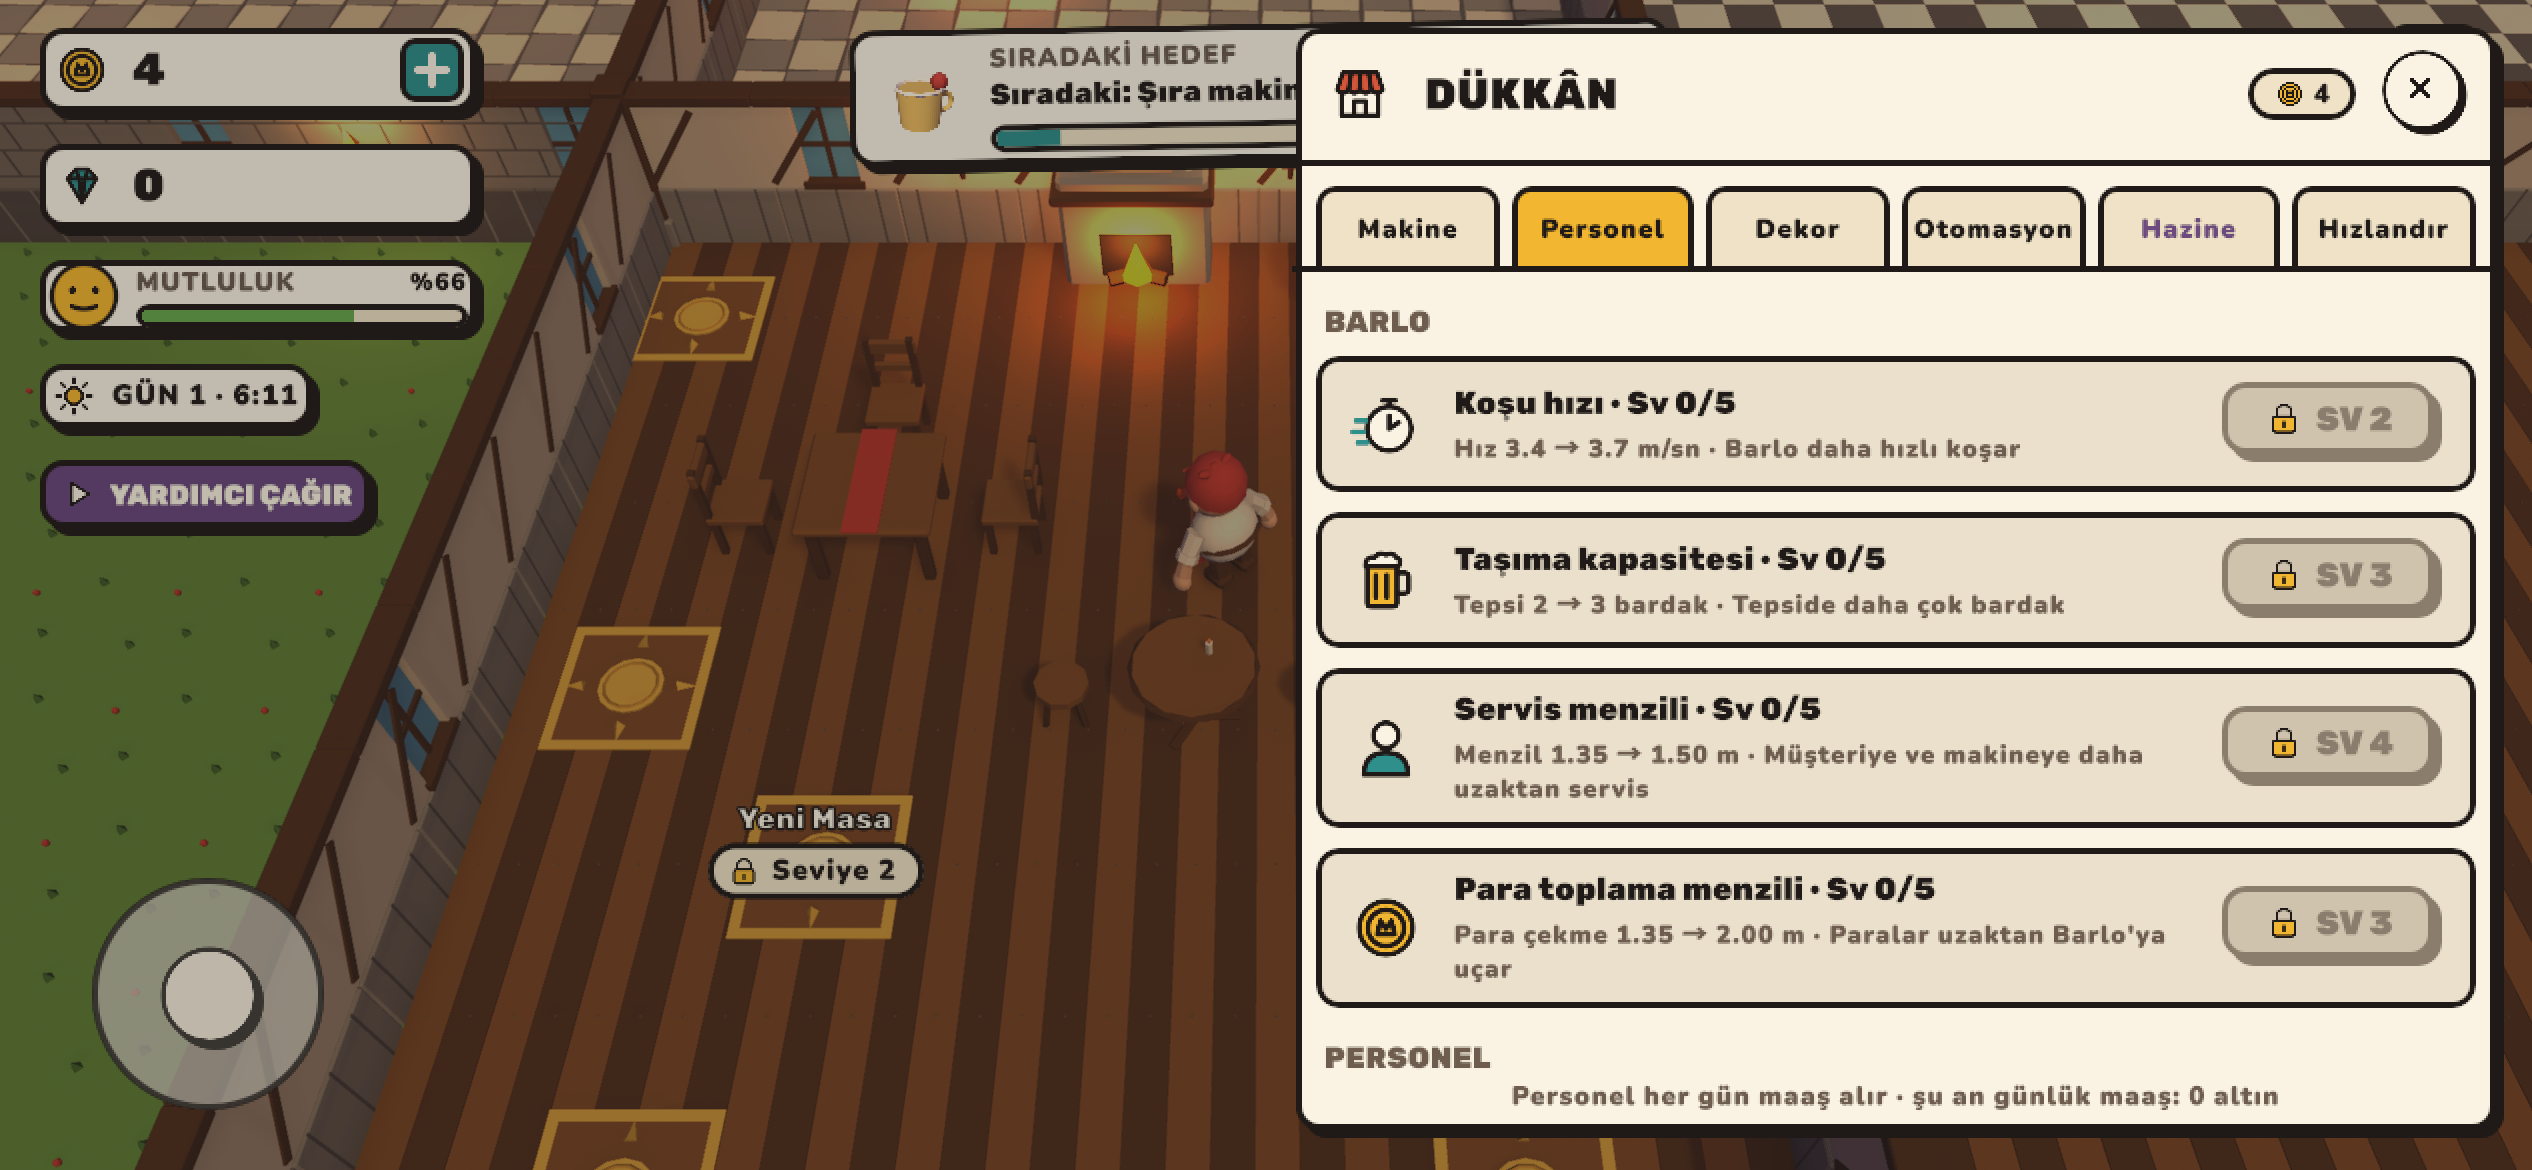 4
0
MUTLULUK %66
GÜN 1 · 6:11
YARDIMCI ÇAĞIR
SIRADAKİ HEDEF
Sıradaki: Şıra makin
Yeni Masa
Seviye 2
DÜKKÂN
4
Makine
Personel
Dekor
Otomasyon
Hazine
Hızlandır
BARLO
Koşu hızı · Sv 0/5
Hız 3.4 → 3.7 m/sn · Barlo daha hızlı koşar
SV 2
Taşıma kapasitesi · Sv 0/5
Tepsi 2 → 3 bardak · Tepside daha çok bardak
SV 3
Servis menzili · Sv 0/5
Menzil 1.35 → 1.50 m · Müşteriye ve makineye daha
uzaktan servis
SV 4
Para toplama menzili · Sv 0/5
Para çekme 1.35 → 2.00 m · Paralar uzaktan Barlo'ya
uçar
SV 3
PERSONEL
Personel her gün maaş alır · şu an günlük maaş: 0 altın